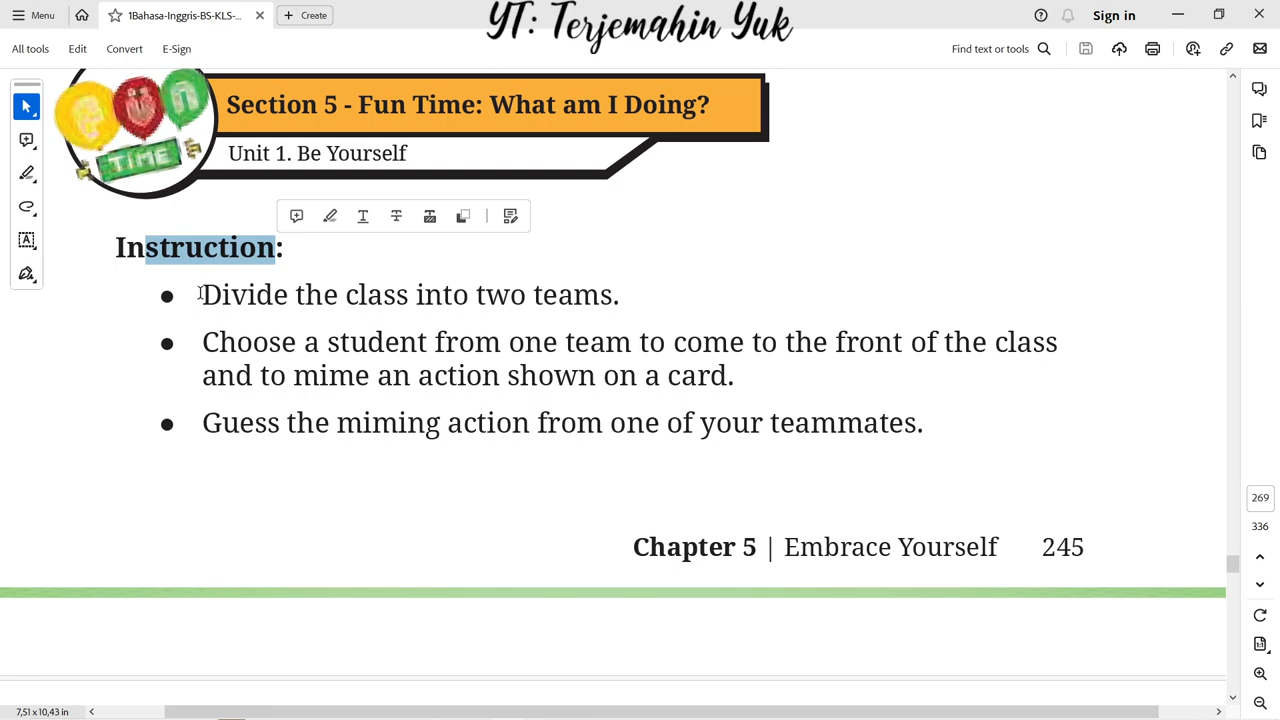 Menu
1Bahasa-Inggris-BS-KLS-...
Create
YT: Terjemahin Yuk
Sign in
All tools
Edit
Convert
E-Sign
Find text or tools
FUN
TIME
Section 5 - Fun Time: What am I Doing?
Unit 1. Be Yourself
Instruction:
● Divide the class into two teams.
● Choose a student from one team to come to the front of the class
and to mime an action shown on a card.
● Guess the miming action from one of your teammates.
Chapter 5 | Embrace Yourself 245
269
336
7,51 x 10,43 in